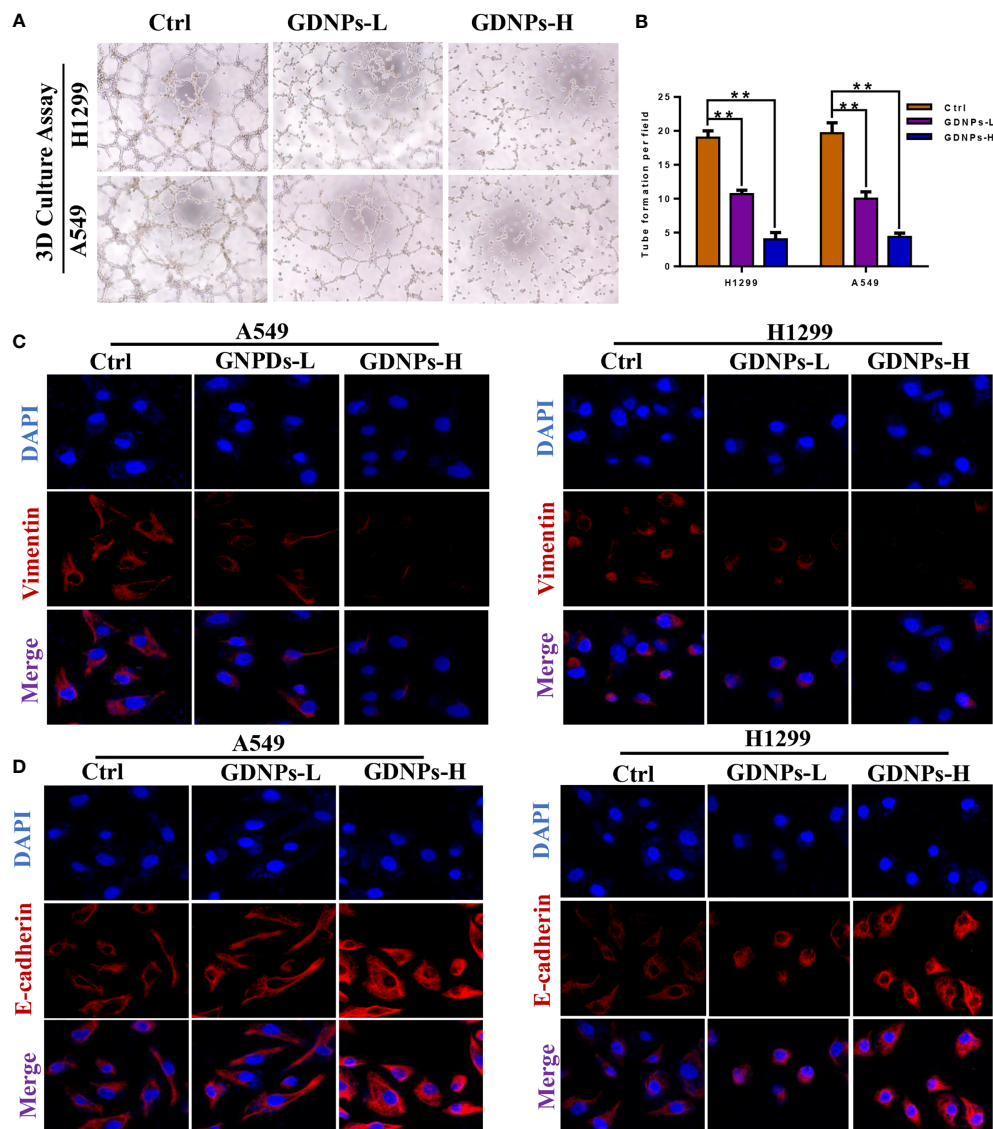 A
Ctrl
GDNPs-L
GDNPs-H
3D Culture Assay
H1299
A549
B
Tube formation per field
25
20
15
10
5
0
**
**
**
**
H1299
A549
Ctrl
GDNPs-L
GDNPs-H
C
A549
Ctrl
GNPDs-L
GDNPs-H
DAPI
Vimentin
Merge
H1299
Ctrl
GDNPs-L
GDNPs-H
DAPI
Vimentin
Merge
D
A549
Ctrl
GDNPs-L
GDNPs-H
DAPI
E-cadherin
Merge
H1299
Ctrl
GDNPs-L
GDNPs-H
DAPI
E-cadherin
Merge